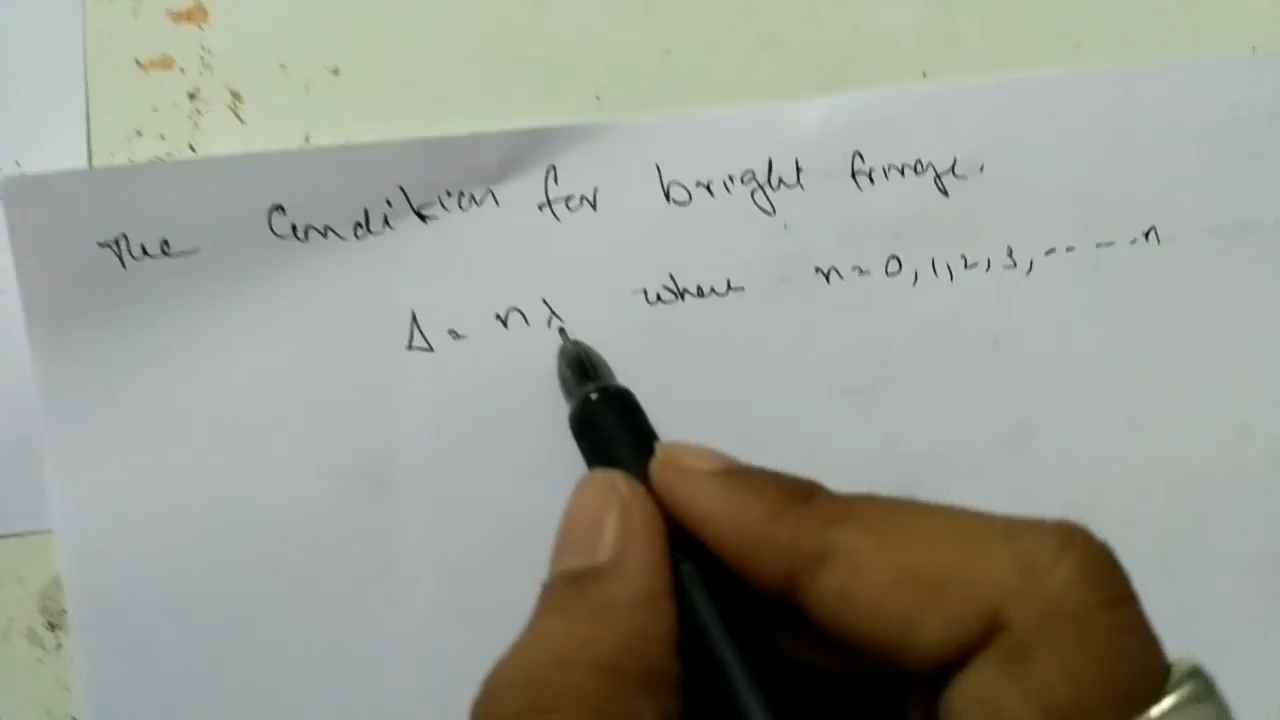 The Condition for bright fringe.
Δ = nλ where n = 0, 1, 2, 3, ----- n